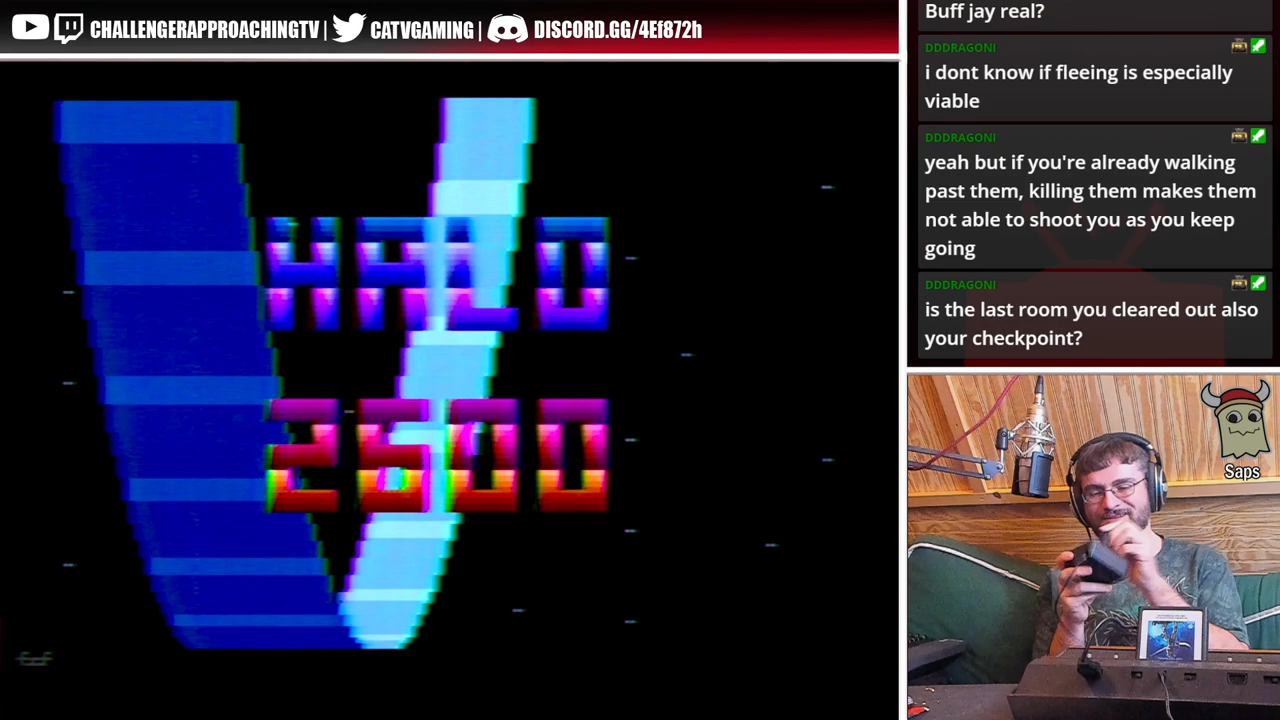 CHALLENGERAPPROACHINGTV | CATVGAMING | DISCORD.GG/4Ef872h
Buff jay real?
DDDRAGONI
i dont know if fleeing is especially
viable
DDDRAGONI
yeah but if you're already walking
past them, killing them makes them
not able to shoot you as you keep
going
DDDRAGONI
is the last room you cleared out also
your checkpoint?
HALO
2600
Saps